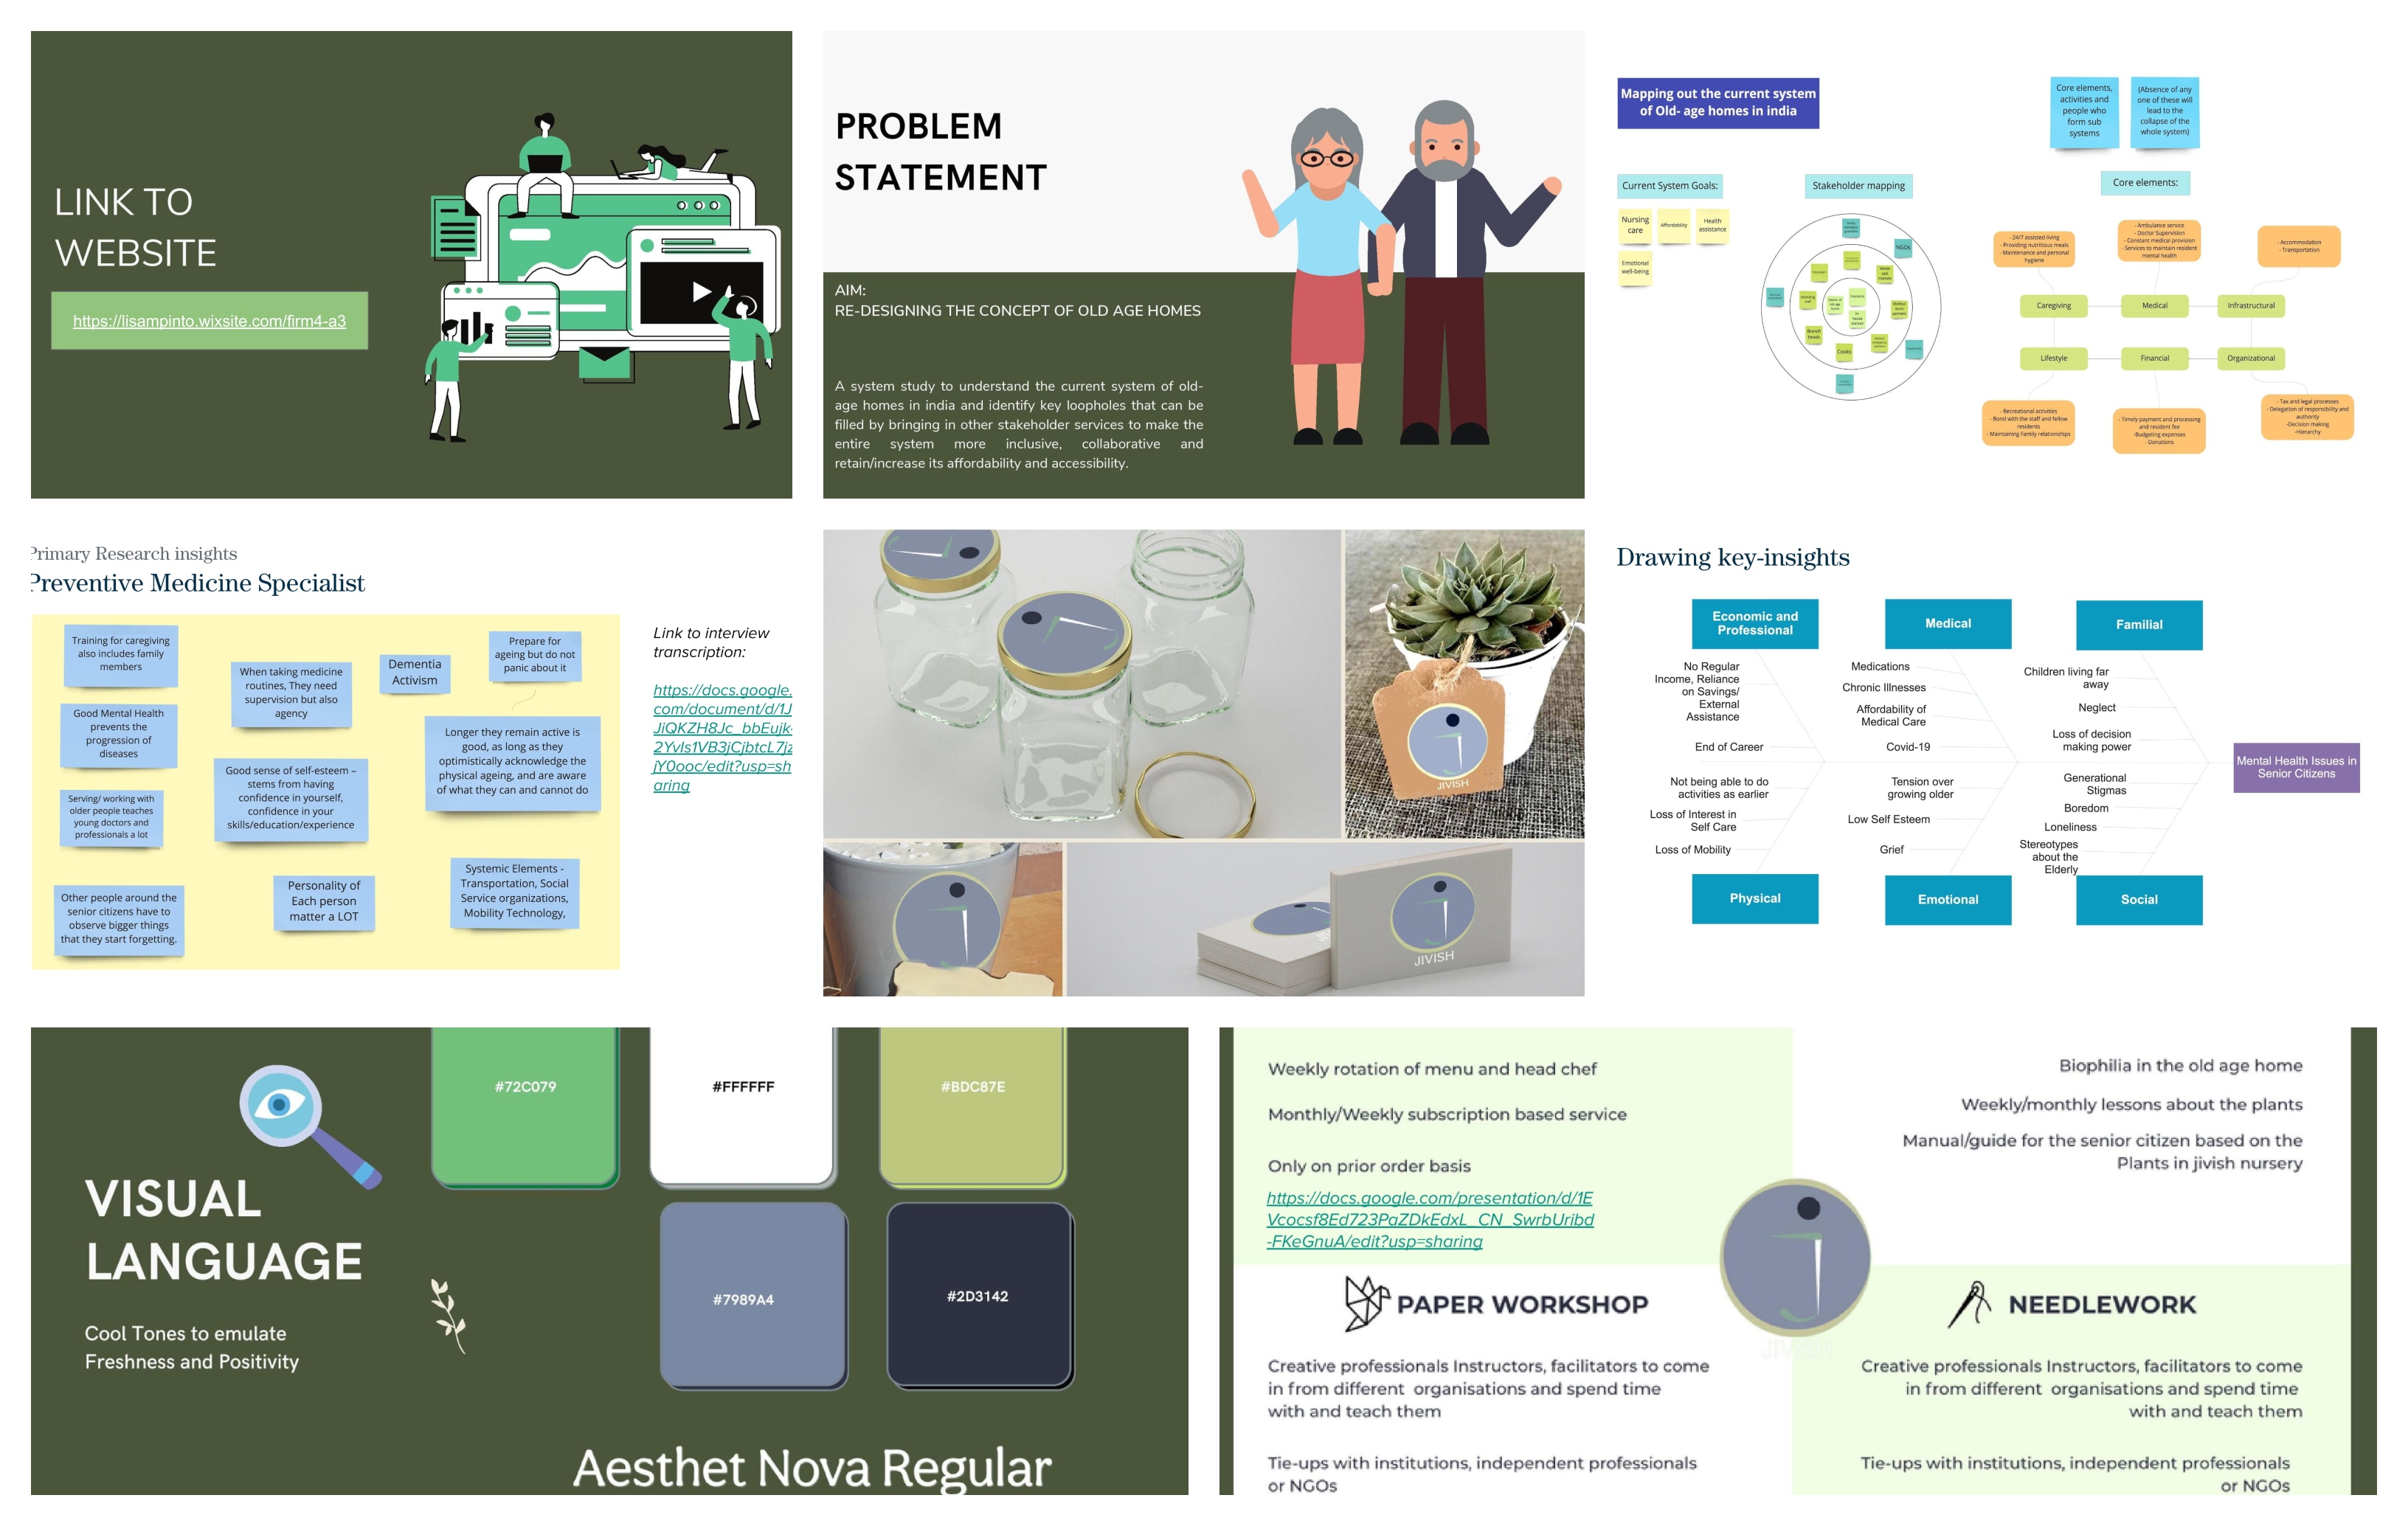 LINK TO
WEBSITE
https://lisampinto.wixsite.com/firm4-a3
PROBLEM
STATEMENT
AIM:
RE-DESIGNING THE CONCEPT OF OLD AGE HOMES
A system study to understand the current system of old-
age homes in india and identify key loopholes that can be
filled by bringing in other stakeholder services to make the
entire system more inclusive, collaborative and
retain/increase its affordability and accessibility.
Mapping out the current system
of Old- age homes in india
Core elements,
activities and
people who
form sub
systems
(Absence of any
one of these will
lead to the
collapse of the
whole system)
Current System Goals:
Stakeholder mapping
Core elements:
Nursing
care
Affordability
Health
assistance
Emotional
well-being
NGOs
Branch
heads
Cooks
- 24/7 assisted living
- Providing nutritious meals
- Maintenance and personal
hygiene
- Ambulance service
- Doctor Supervision
- Constant medical provision
- Services to maintain resident
mental health
- Accommodation
- Transportation
Caregiving
Medical
Infrastructural
Lifestyle
Financial
Organizational
- Recreational activities
- Bond with the staff and fellow
residents
- Maintaining Family relationships
- Timely payment and processing
and resident fee
-Budgeting expenses
- Donations
- Tax and legal processes
- Delegation of responsibility and
authority
-Decision making
-Hierarchy
Primary Research insights
Preventive Medicine Specialist
Training for caregiving
also includes family
members
When taking medicine
routines, They need
supervision but also
agency
Dementia
Activism
Prepare for
ageing but do not
panic about it
Good Mental Health
prevents the
progression of
diseases
Longer they remain active is
good, as long as they
optimistically acknowledge the
physical ageing, and are aware
of what they can and cannot do
Good sense of self-esteem –
stems from having
confidence in yourself,
confidence in your
skills/education/experience
Serving/ working with
older people teaches
young doctors and
professionals a lot
Other people around the
senior citizens have to
observe bigger things
that they start forgetting.
Personality of
Each person
matter a LOT
Systemic Elements -
Transportation, Social
Service organizations,
Mobility Technology,
Link to interview
transcription:
https://docs.google.
com/document/d/1J
JiQKZH8Jc_bbEujk-
2YvIs1VB3jCjbtcL7jz
jY0ooc/edit?usp=sh
aring
JIVISH
JIVISH
Drawing key-insights
Economic and
Professional
Medical
Familial
No Regular
Income, Reliance
on Savings/
External
Assistance
End of Career
Medications
Chronic Illnesses
Affordability of
Medical Care
Covid-19
Children living far
away
Neglect
Loss of decision
making power
Mental Health Issues in
Senior Citizens
Not being able to do
activities as earlier
Loss of Interest in
Self Care
Loss of Mobility
Tension over
growing older
Low Self Esteem
Grief
Generational
Stigmas
Boredom
Loneliness
Stereotypes
about the
Elderly
Physical
Emotional
Social
VISUAL
LANGUAGE
Cool Tones to emulate
Freshness and Positivity
#72C079
#FFFFFF
#BDC87E
#7989A4
#2D3142
Aesthet Nova Regular
Weekly rotation of menu and head chef
Monthly/Weekly subscription based service
Only on prior order basis
https://docs.google.com/presentation/d/1E
Vcocsf8Ed723PaZDkEdxL_CN_SwrbUribd
-FKeGnuA/edit?usp=sharing
Biophilia in the old age home
Weekly/monthly lessons about the plants
Manual/guide for the senior citizen based on the
Plants in jivish nursery
JIVISH
PAPER WORKSHOP
Creative professionals Instructors, facilitators to come
in from different organisations and spend time
with and teach them
Tie-ups with institutions, independent professionals
or NGOs
NEEDLEWORK
Creative professionals Instructors, facilitators to come
in from different organisations and spend time
with and teach them
Tie-ups with institutions, independent professionals
or NGOs